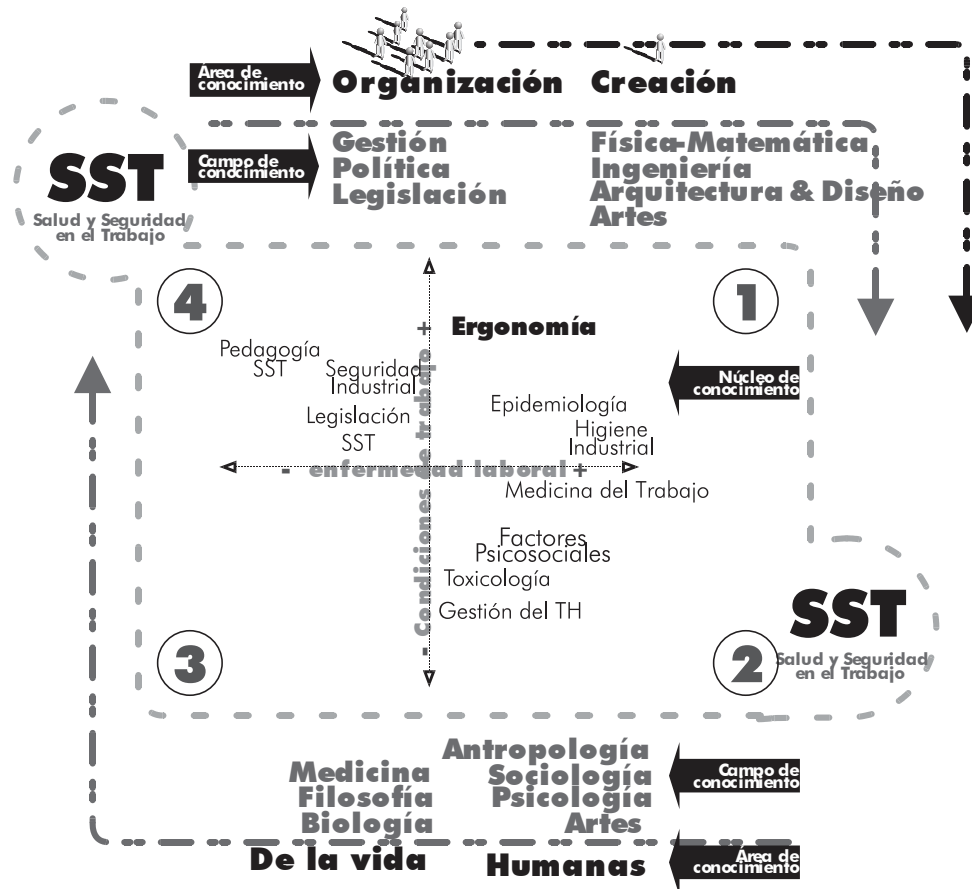 Área de
conocimiento
Organización
Creación
SST
Salud y Seguridad
en el Trabajo
Campo de
conocimiento
Gestión
Política
Legislación
Física-Matemática
Ingeniería
Arquitectura & Diseño
Artes
4
1
+ Ergonomía
Pedagogía
SST
Seguridad
Industrial
Núcleo de
conocimiento
Legislación
SST
Epidemiología
Higiene
Industrial
- enfermedad laboral +
- Condiciones de trabajo +
Medicina del Trabajo
Factores
Psicosociales
Toxicología
Gestión del TH
SST
Salud y Seguridad
en el Trabajo
3
2
Medicina
Filosofía
Biología
Antropología
Sociología
Psicología
Artes
Campo de
conocimiento
De la vida
Humanas
Área de
conocimiento